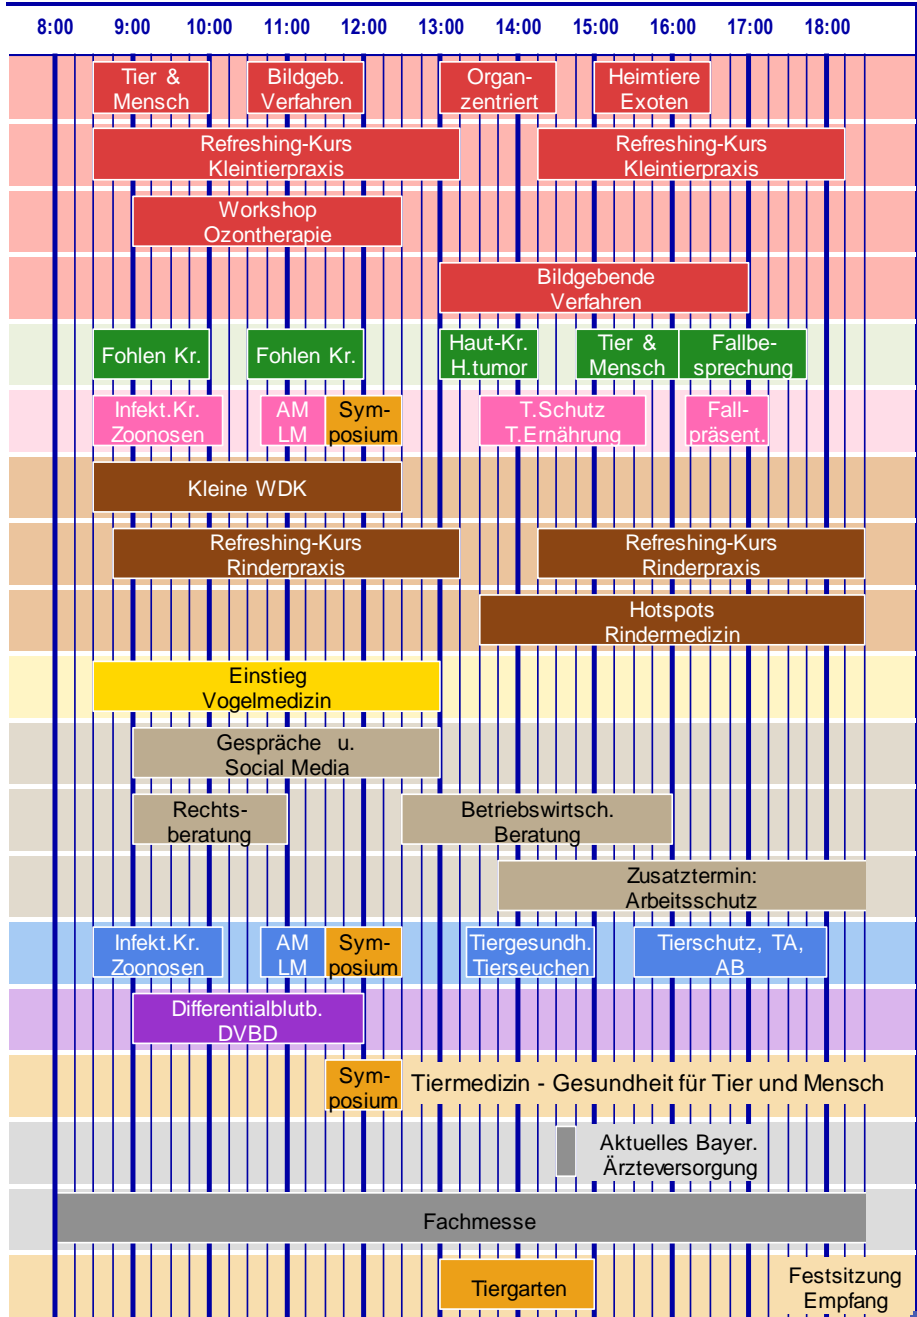 8:00 9:00 10:00 11:00 12:00 13:00 14:00 15:00 16:00 17:00 18:00
Tier &
Mensch
Bildgeb.
Verfahren
Organ-
zentriert
Heimtiere
Exoten
Refreshing-Kurs
Kleintierpraxis
Refreshing-Kurs
Kleintierpraxis
Workshop
Ozontherapie
Bildgebende
Verfahren
Fohlen Kr.
Fohlen Kr.
Haut-Kr.
H.tumor
Tier &
Mensch
Fallbe-
sprechung
Infekt.Kr.
Zoonosen
AM
LM
Sym-
posium
T.Schutz
T.Ernährung
Fall-
präsent.
Kleine WDK
Refreshing-Kurs
Rinderpraxis
Refreshing-Kurs
Rinderpraxis
Hotspots
Rindermedizin
Einstieg
Vogelmedizin
Gespräche u.
Social Media
Rechts-
beratung
Betriebswirtsch.
Beratung
Zusatztermin:
Arbeitsschutz
Infekt.Kr.
Zoonosen
AM
LM
Sym-
posium
Tiergesundh.
Tierseuchen
Tierschutz, TA,
AB
Differentialblutb.
DVBD
Sym-
posium
Tiermedizin - Gesundheit für Tier und Mensch
Aktuelles Bayer.
Ärzteversorgung
Fachmesse
Tiergarten
Festsitzung
Empfang